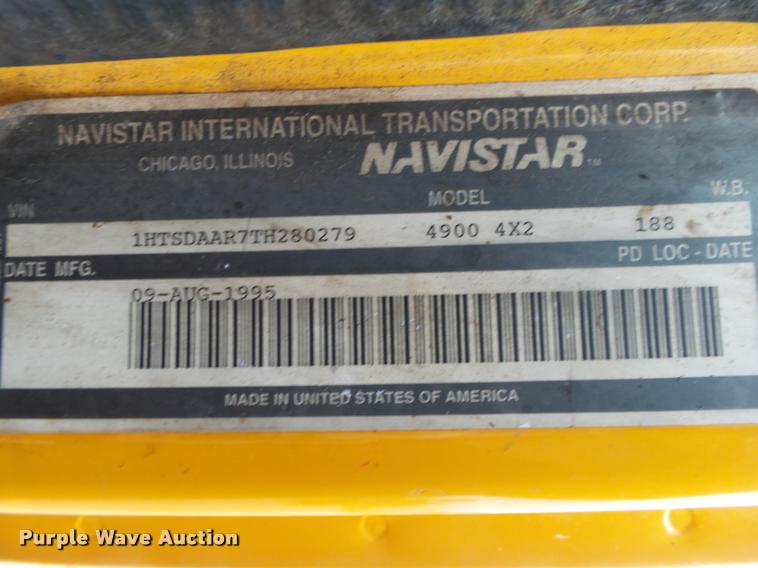 NAVISTAR INTERNATIONAL TRANSPORTATION CORP.
CHICAGO, ILLINOIS NAVISTAR™
VIN MODEL W.B.
1HTSDAAR7TH280279 4900 4X2 188
DATE MFG. PD LOC - DATE
09-AUG-1995
MADE IN UNITED STATES OF AMERICA
Purple Wave Auction